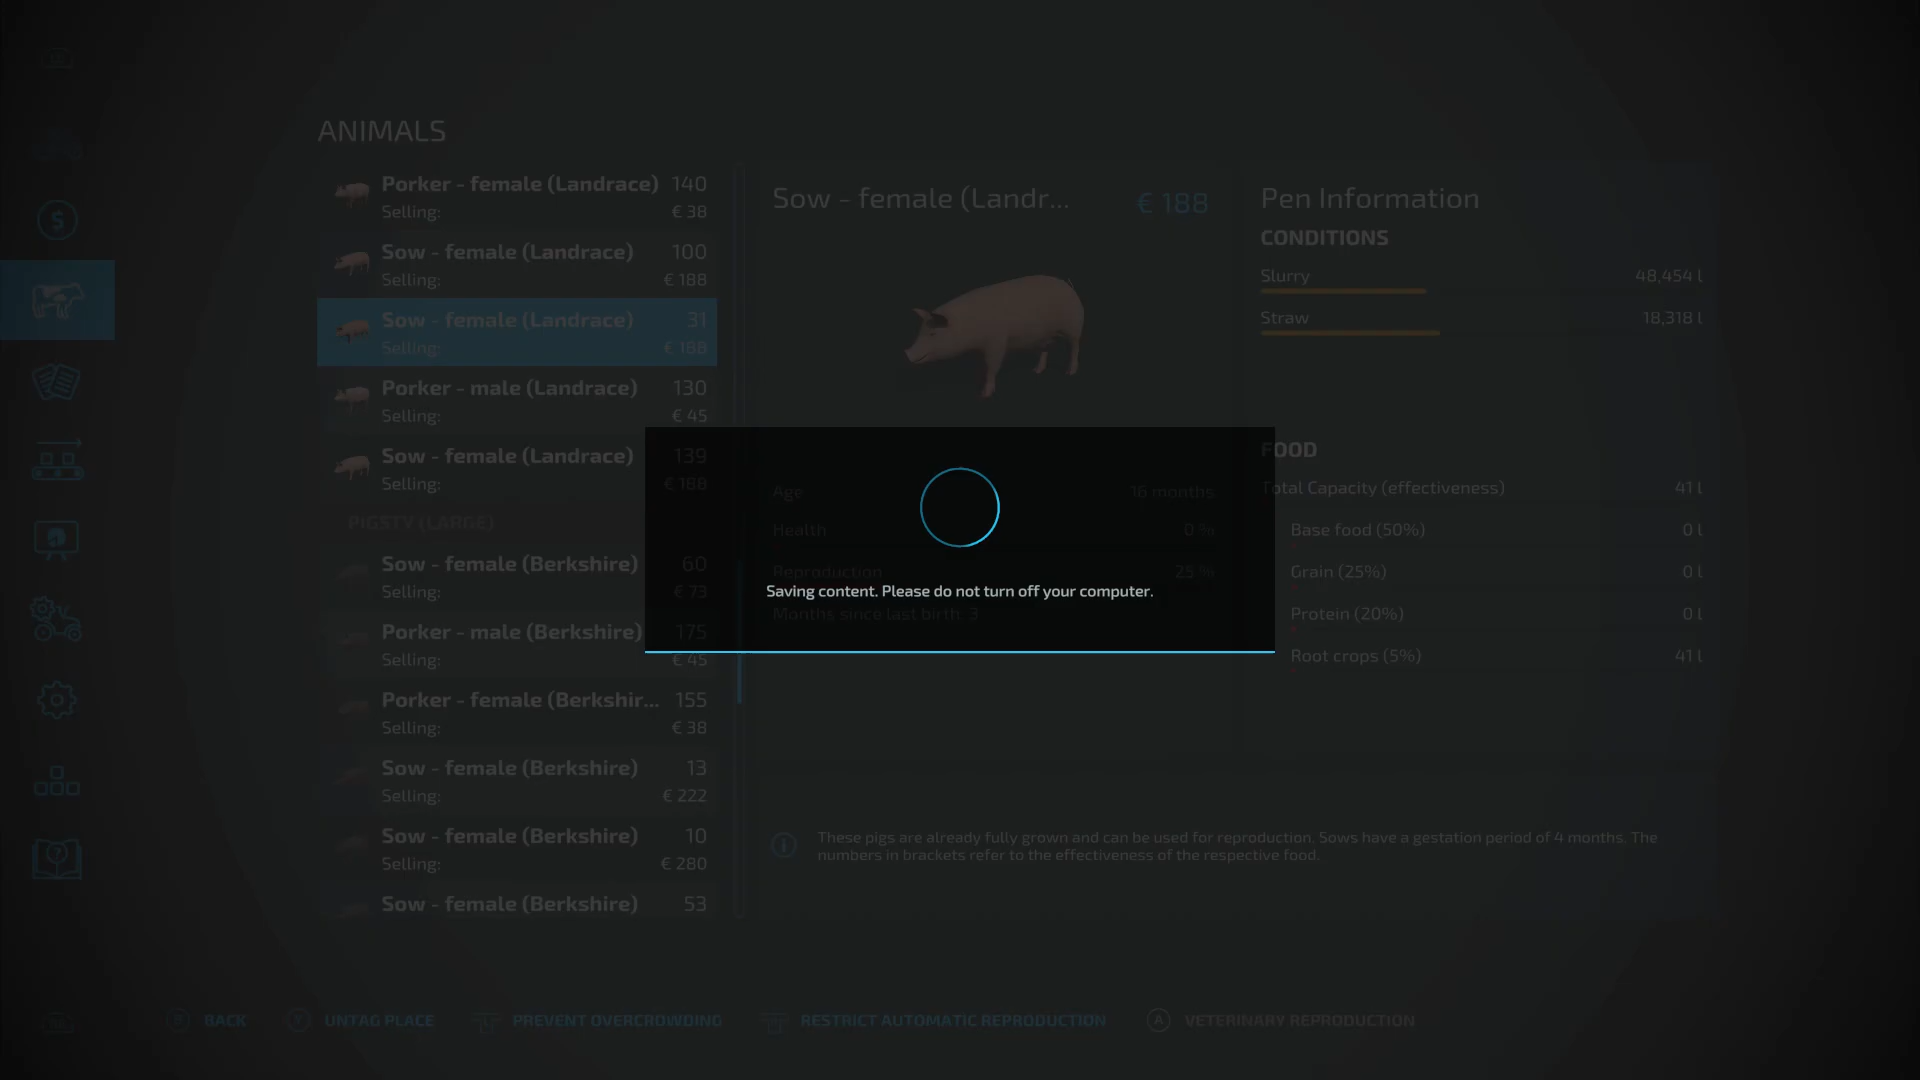 ANIMALS
Porker - female (Landrace) 140
Selling: € 38
Sow - female (Landrace) 100
Selling: € 188
Sow - female (Landrace) 31
Selling: € 188
Porker - male (Landrace) 130
Selling: € 45
Sow - female (Landrace) 139
Selling: € 188
PIGSTY (LARGE)
Sow - female (Berkshire) 60
Selling: € 73
Porker - male (Berkshire) 175
Selling: € 45
Porker - female (Berkshir... 155
Selling: € 38
Sow - female (Berkshire) 13
Selling: € 222
Sow - female (Berkshire) 10
Selling: € 280
Sow - female (Berkshire) 53
Sow - female (Landr... € 188
Age 16 months
Health 0 %
Reproduction 25 %
Saving content. Please do not turn off your computer.
Months since last birth: 3
Pen Information
CONDITIONS
Slurry 48,454 l
Straw 18,318 l
FOOD
Total Capacity (effectiveness) 41 l
Base food (50%) 0 l
Grain (25%) 0 l
Protein (20%) 0 l
Root crops (5%) 41 l
These pigs are already fully grown and can be used for reproduction. Sows have a gestation period of 4 months. The
numbers in brackets refer to the effectiveness of the respective food.
B BACK Y UNTAG PLACE PREVENT OVERCROWDING RESTRICT AUTOMATIC REPRODUCTION A VETERINARY REPRODUCTION